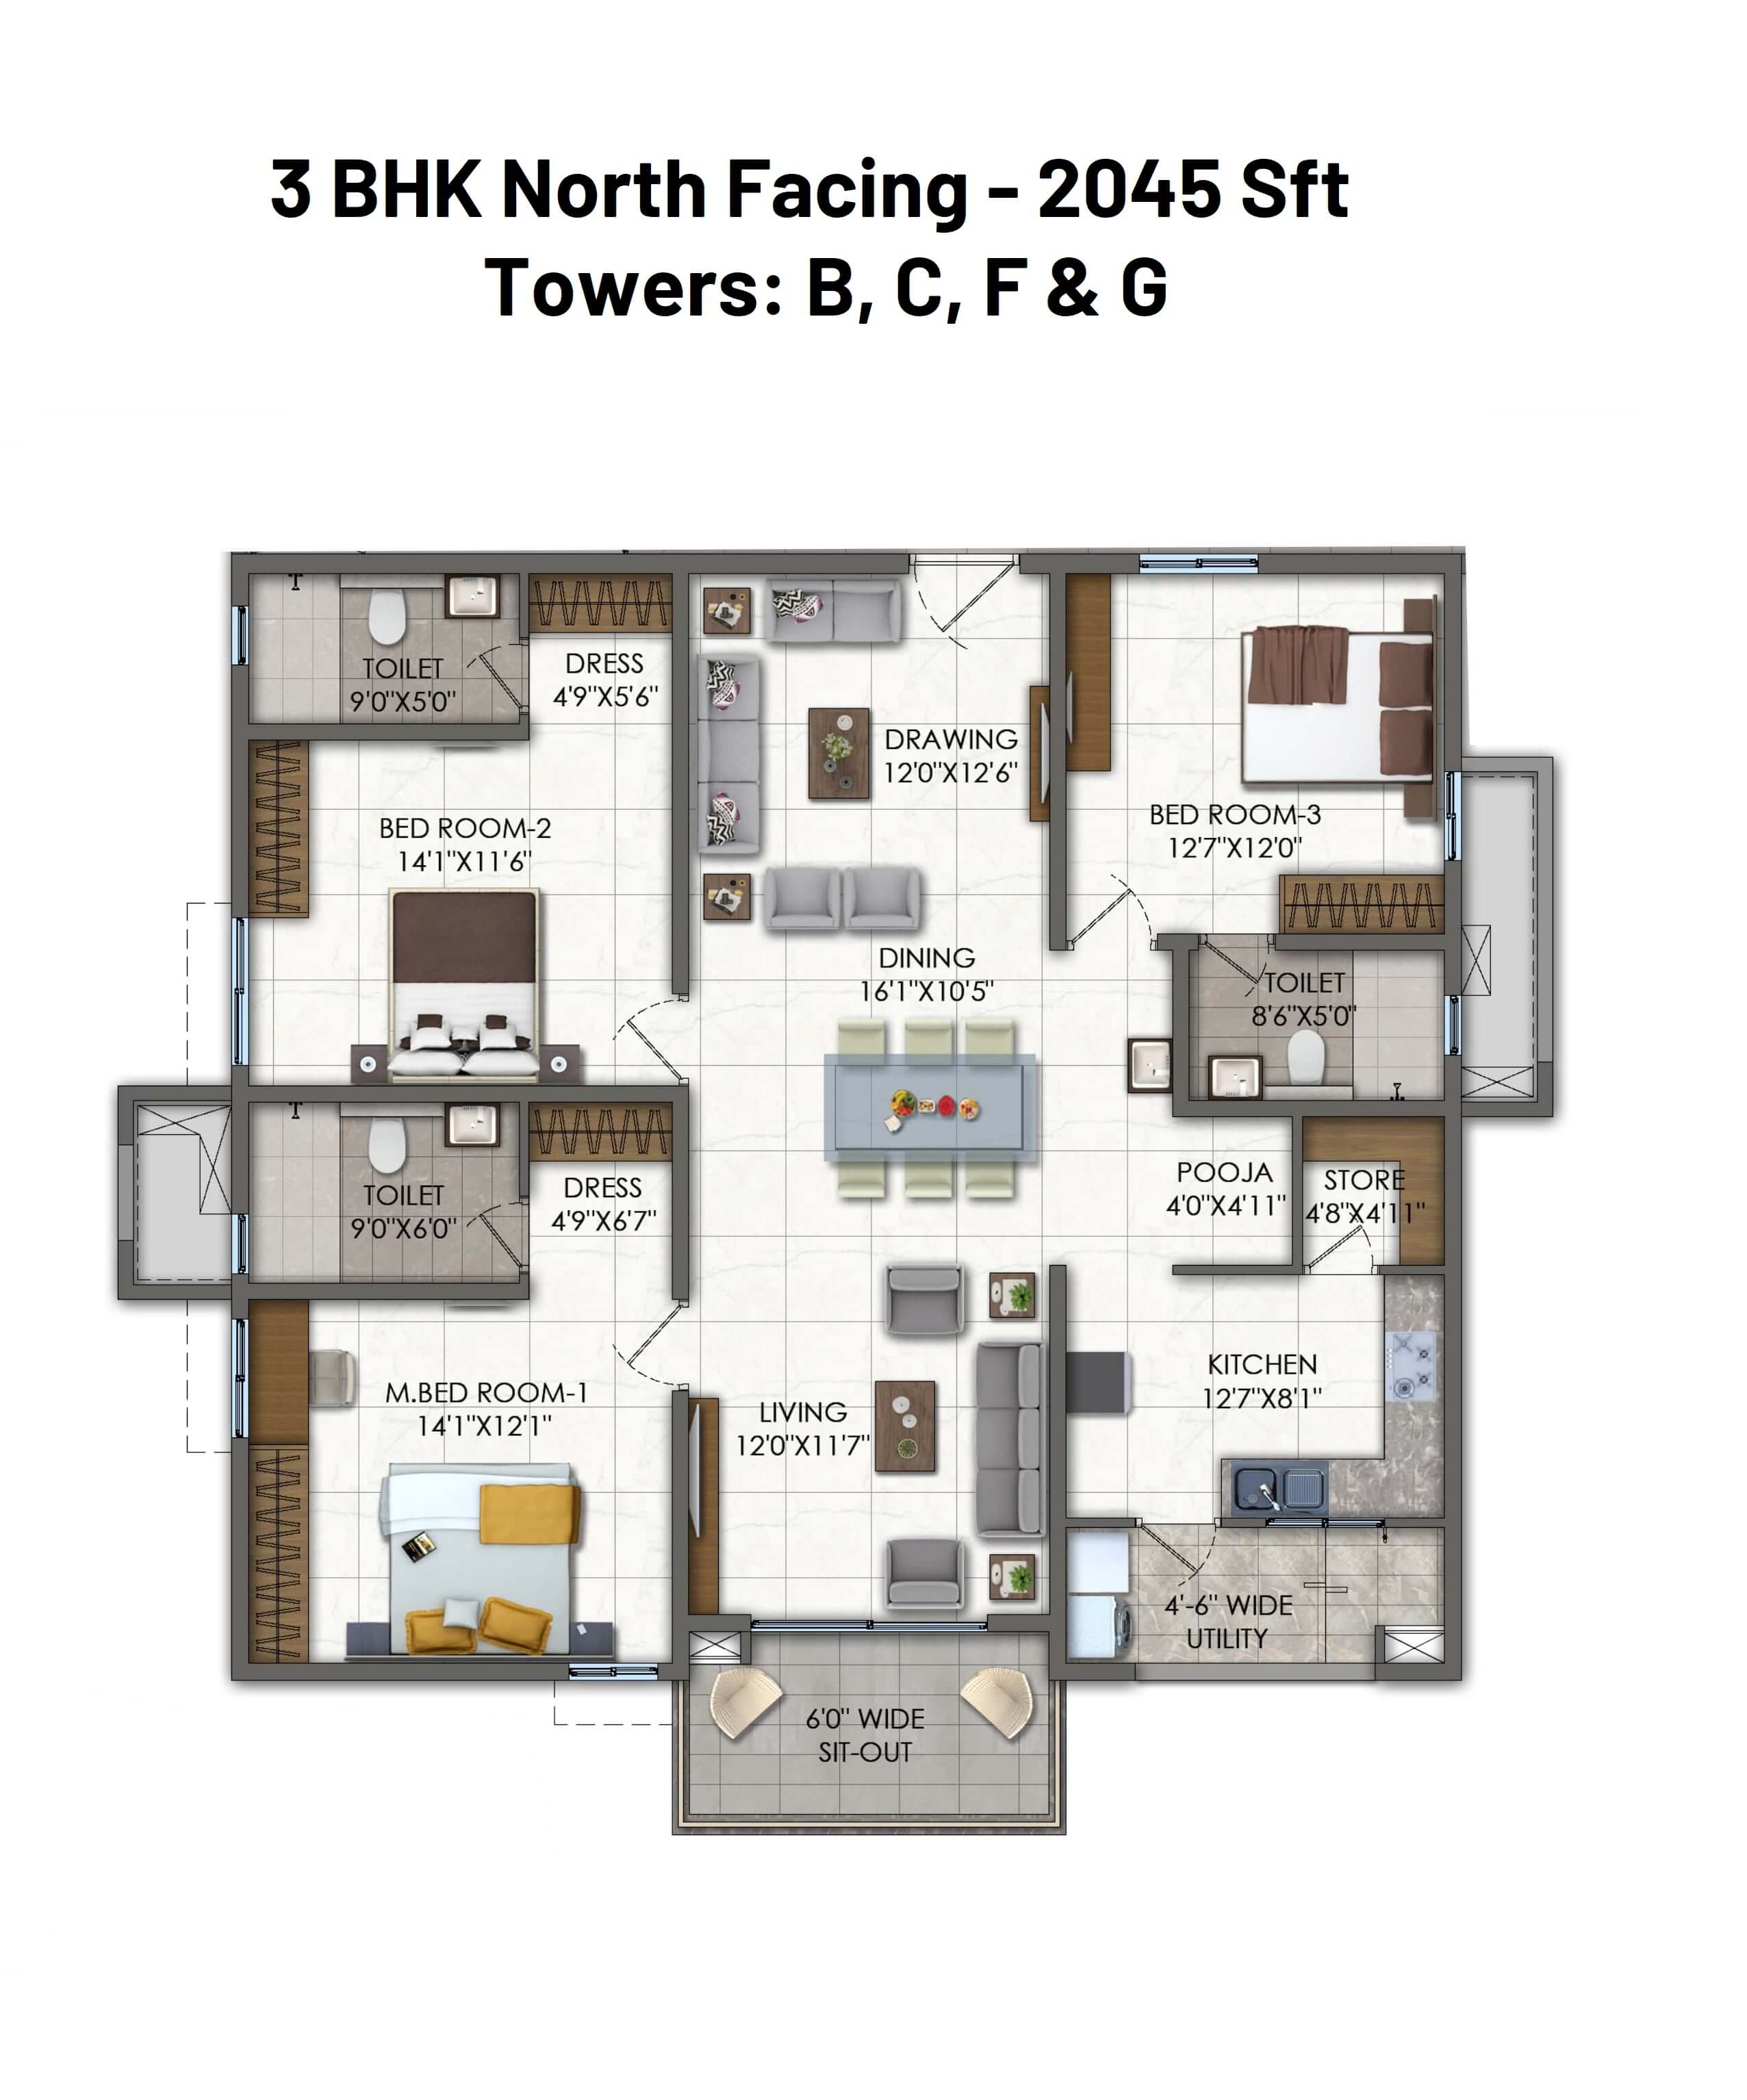 3 BHK North Facing - 2045 Sft
Towers: B, C, F & G
TOILET
9'0"X5'0"
DRESS
4'9"X5'6"
DRAWING
12'0"X12'6"
BED ROOM-2
14'1"X11'6"
BED ROOM-3
12'7"X12'0"
DINING
16'1"X10'5"
TOILET
8'6"X5'0"
TOILET
9'0"X6'0"
DRESS
4'9"X6'7"
POOJA
4'0"X4'11"
STORE
4'8"X4'11"
M.BED ROOM-1
14'1"X12'1"
LIVING
12'0"X11'7"
KITCHEN
12'7"X8'1"
4'-6" WIDE
UTILITY
6'0" WIDE
SIT-OUT